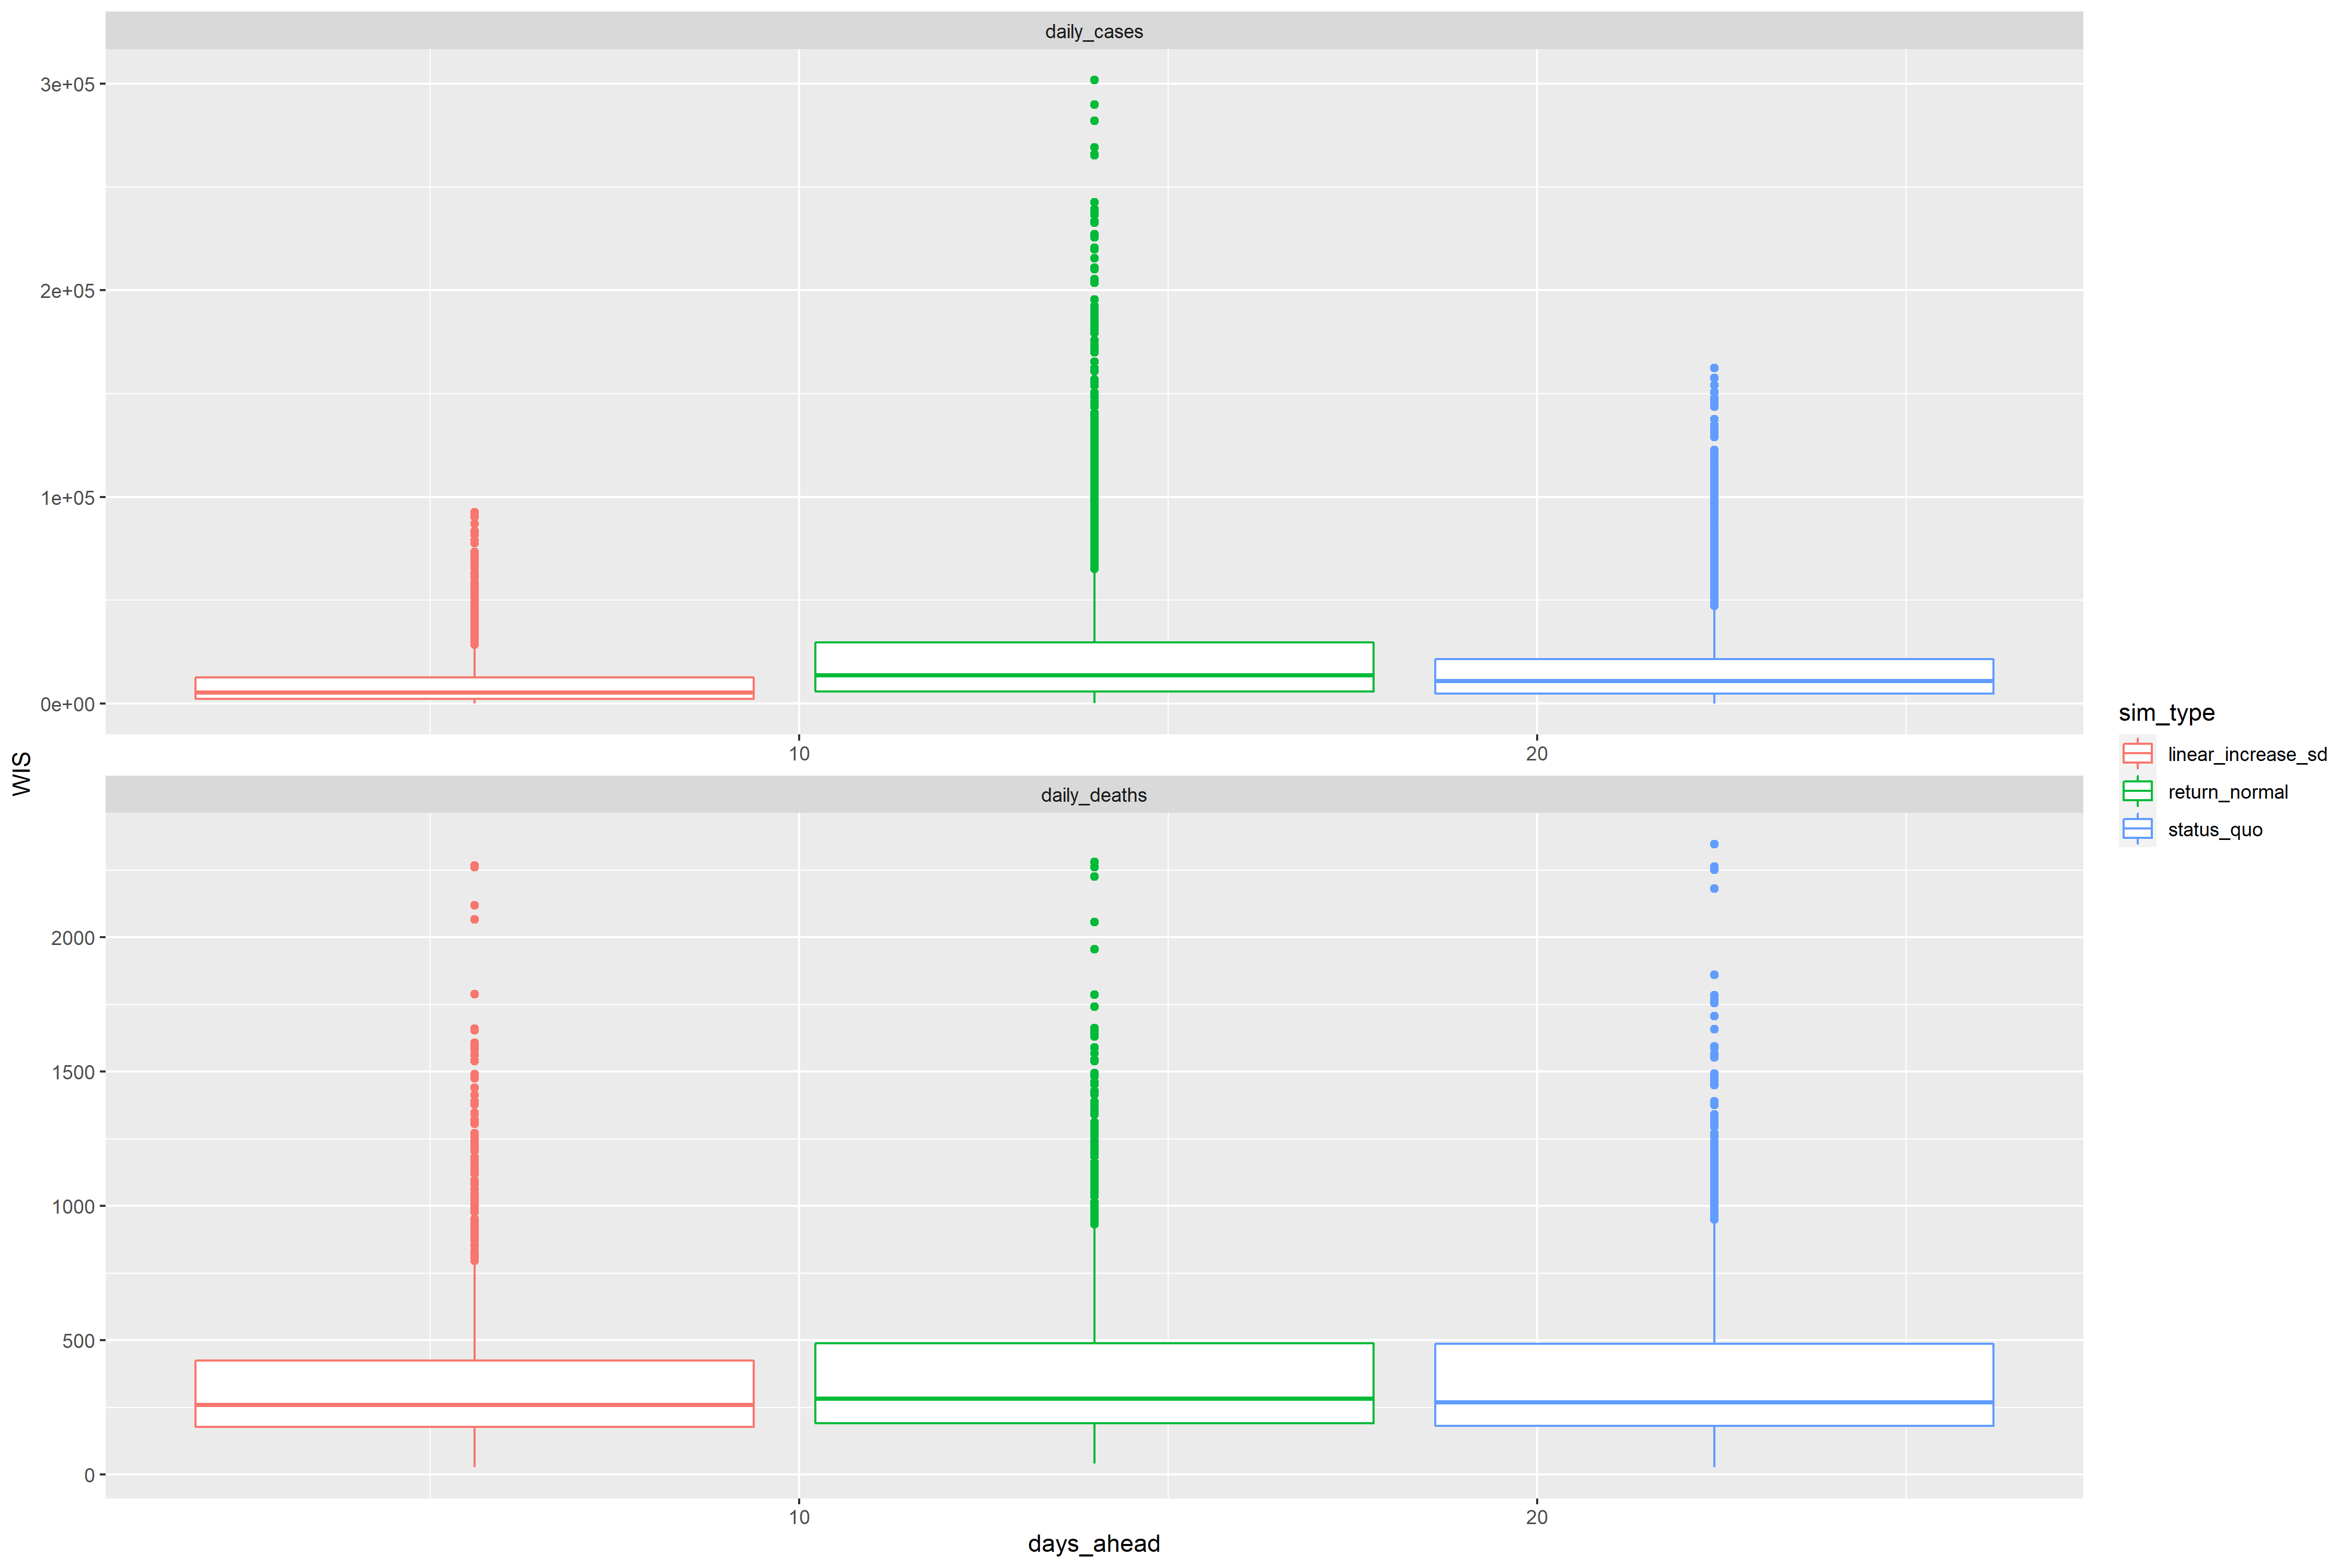 daily_cases
3e+05
2e+05
1e+05
0e+00
10
20
WIS
daily_deaths
2000
1500
1000
500
0
10
20
days_ahead
sim_type
linear_increase_sd
return_normal
status_quo